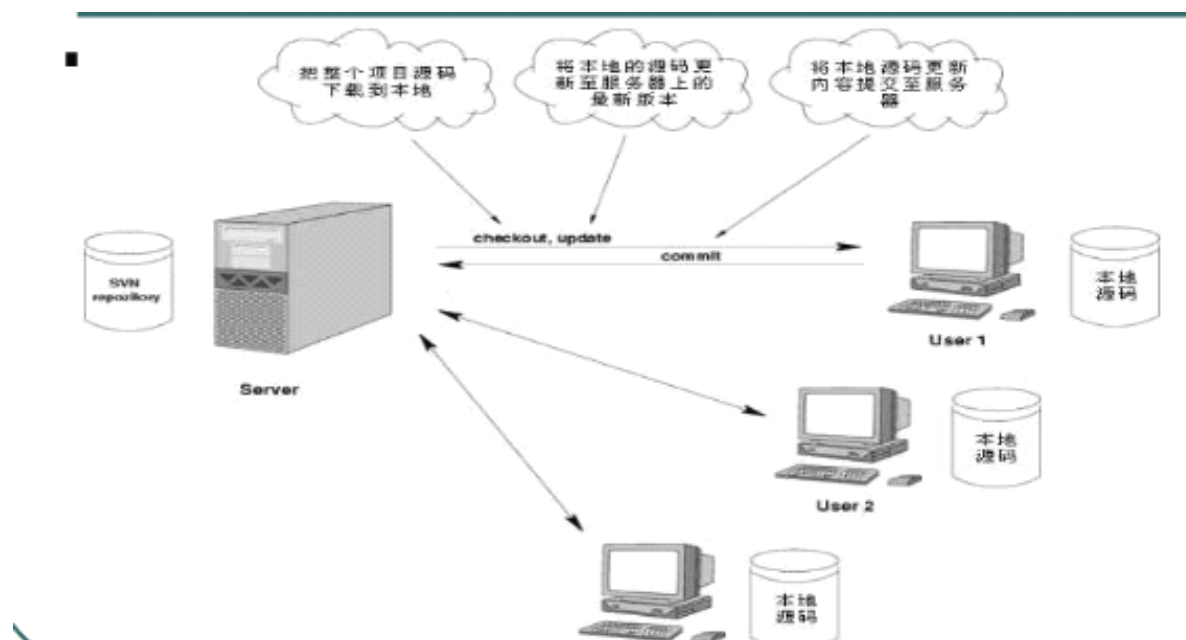 把整个项目源码
下载到本地
将本地的源码更
新至服务器上的
最新版本
将本地源码更新
内容提交至服务
器
checkout, update
commit
SVN
repozilory
本地
源码
User 1
Server
本地
源码
User 2
本地
源码